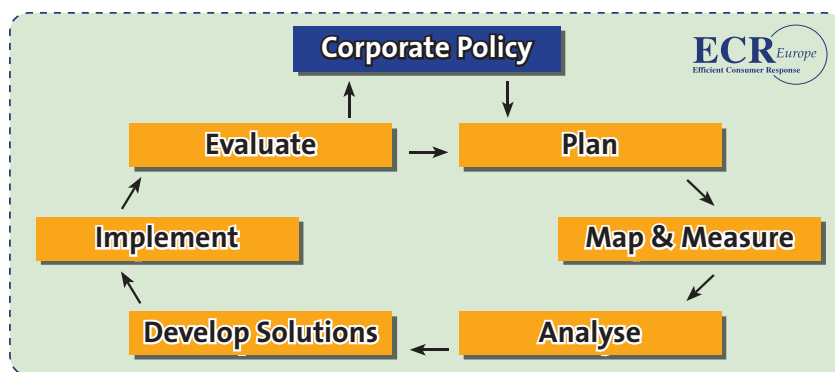 Corporate Policy
ECR Europe
Efficient Consumer Response
Evaluate
Plan
Implement
Map & Measure
Develop Solutions
Analyse